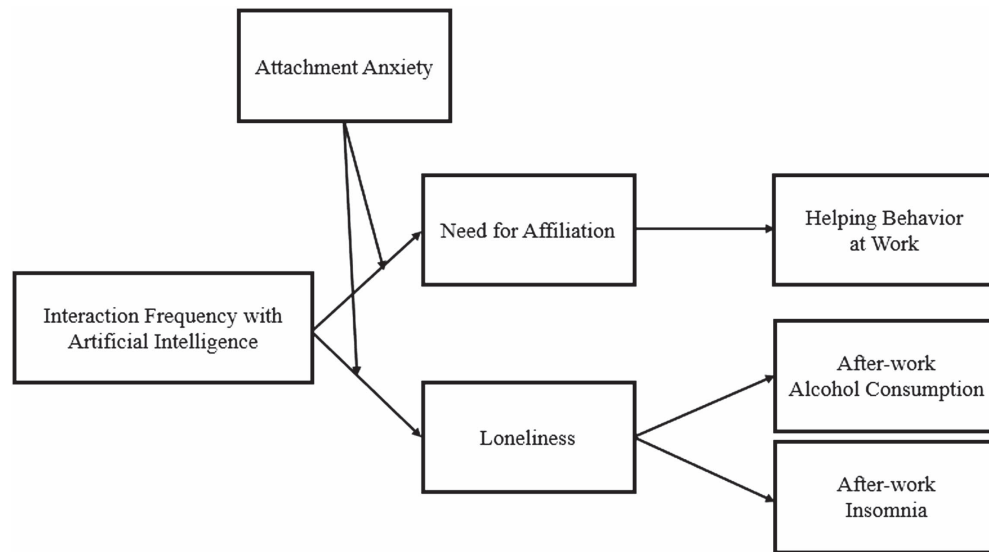 Attachment Anxiety
Need for Affiliation
Helping Behavior
at Work
Interaction Frequency with
Artificial Intelligence
Loneliness
After-work
Alcohol Consumption
After-work
Insomnia